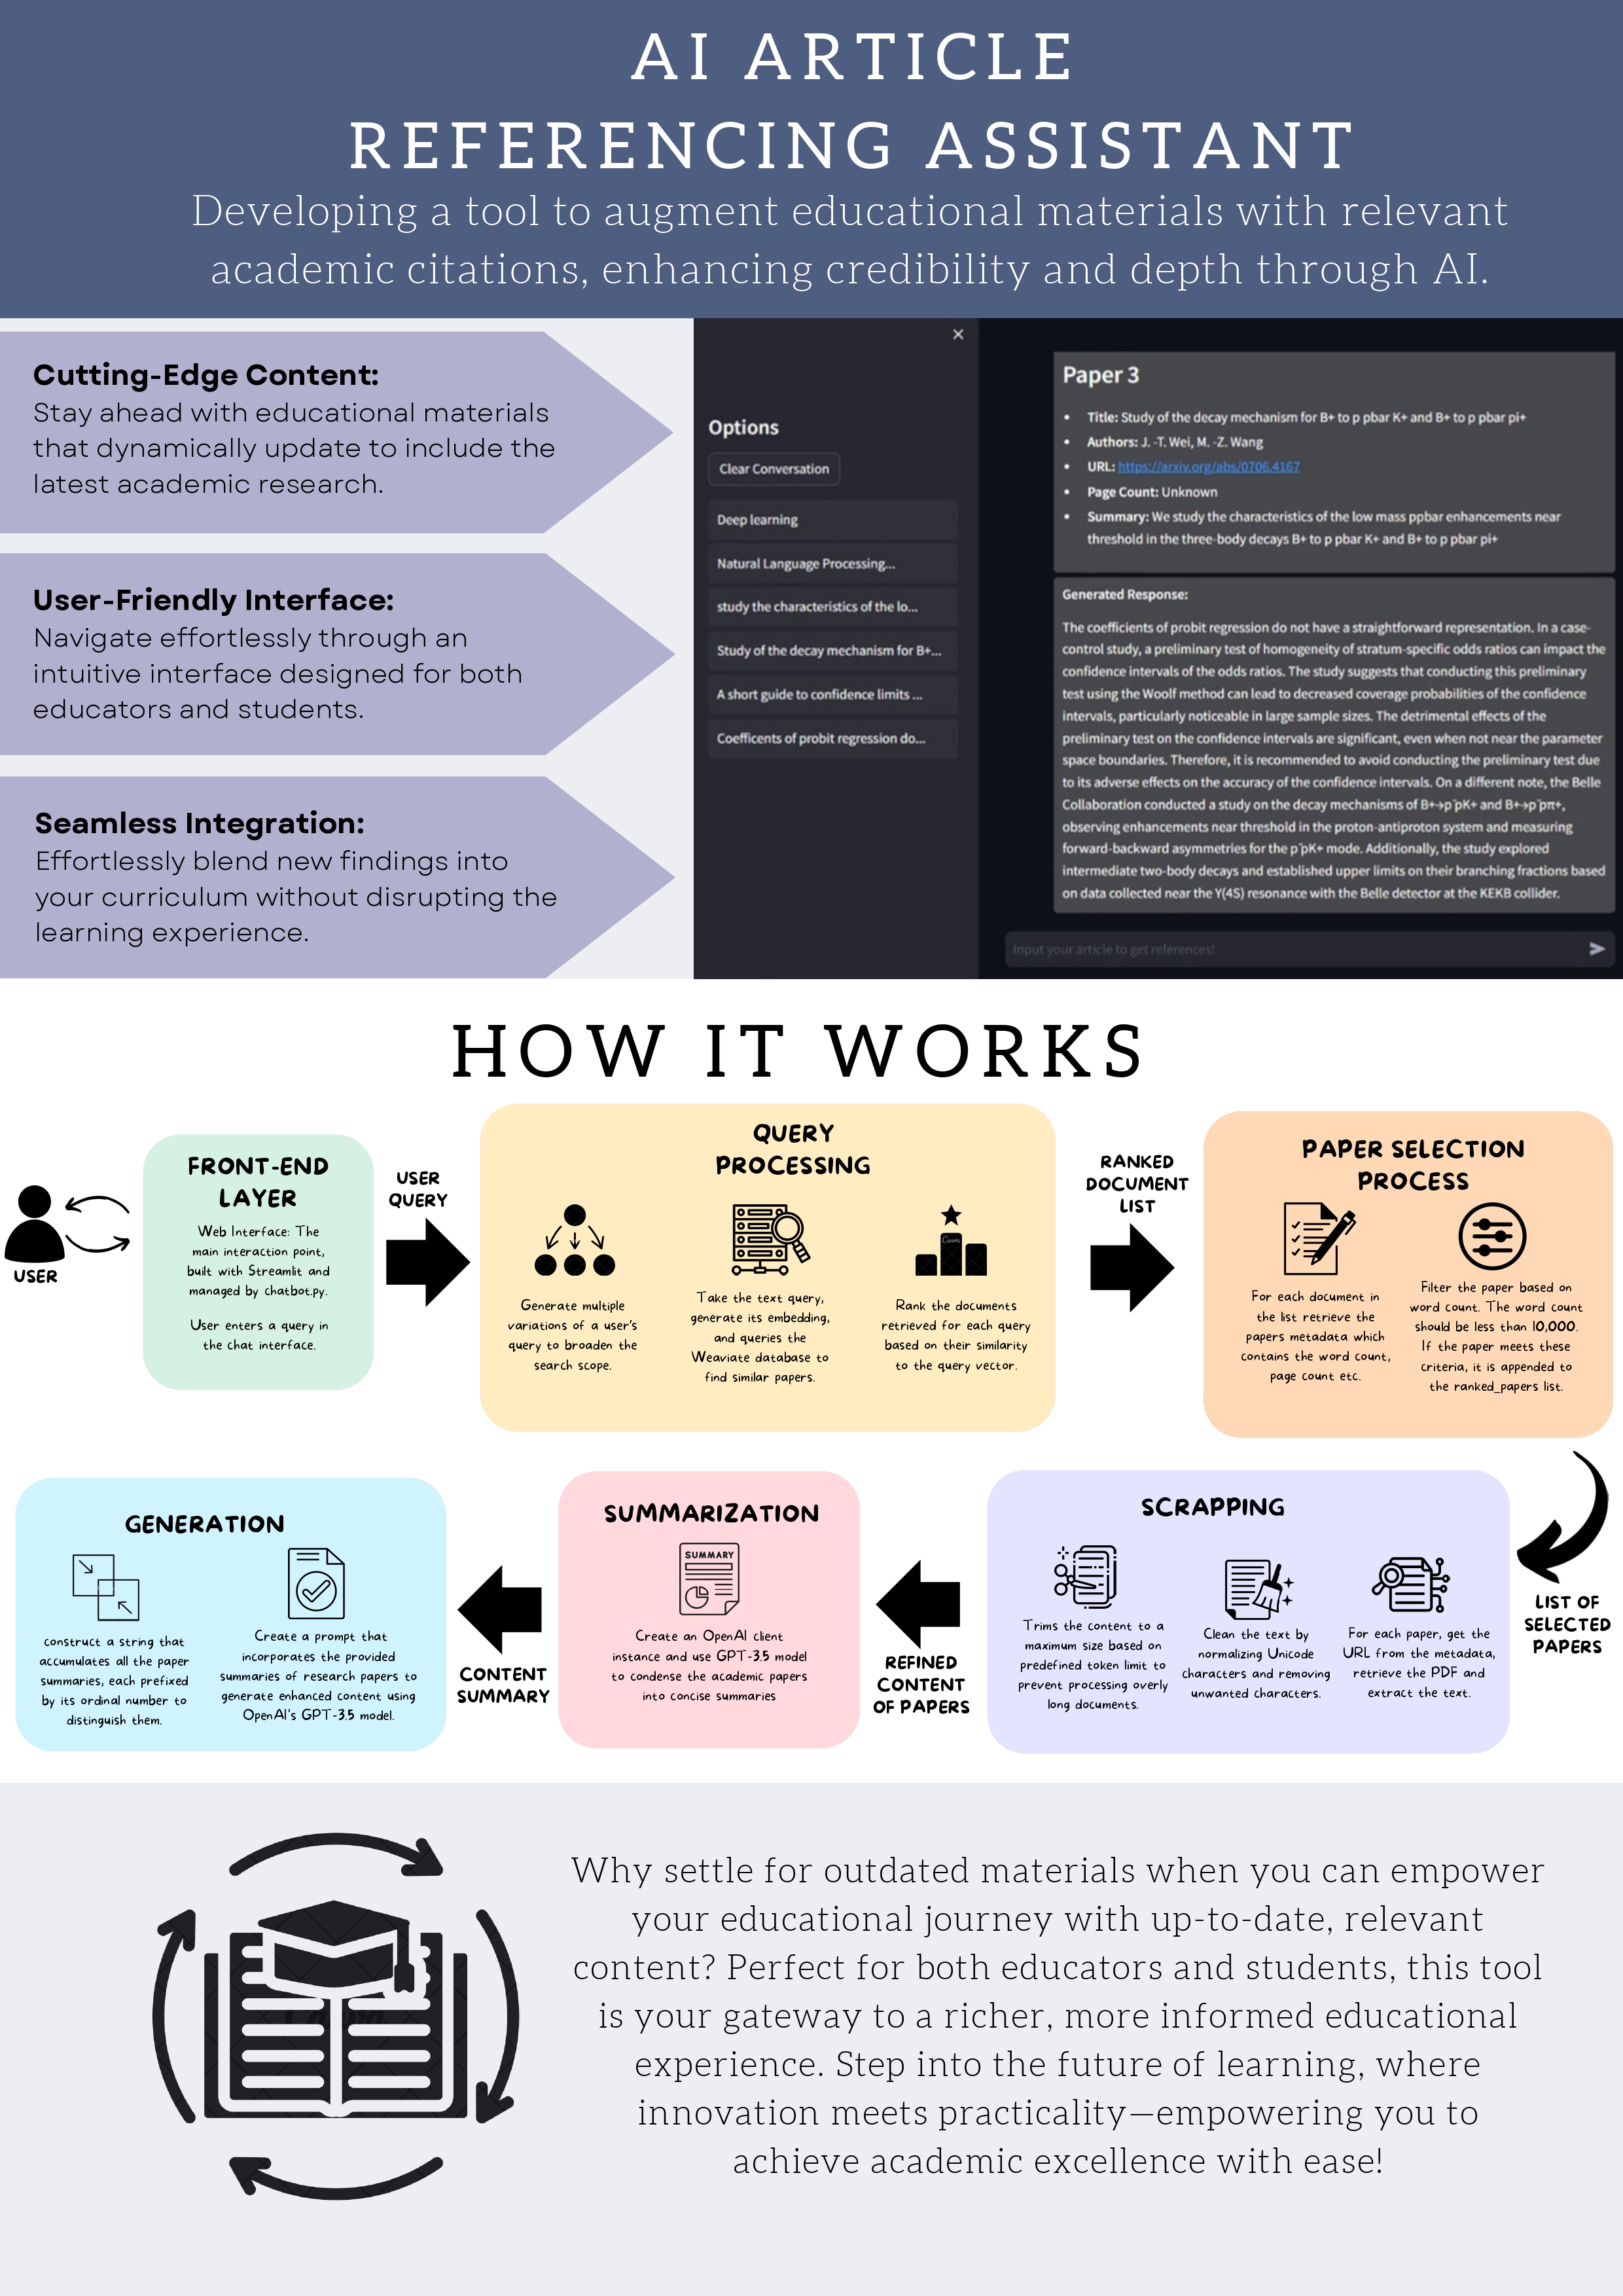 AI ARTICLE
REFERENCING ASSISTANT
Developing a tool to augment educational materials with relevant
academic citations, enhancing credibility and depth through AI.
Cutting-Edge Content:
Stay ahead with educational materials
that dynamically update to include the
latest academic research.
User-Friendly Interface:
Navigate effortlessly through an
intuitive interface designed for both
educators and students.
Seamless Integration:
Effortlessly blend new findings into
your curriculum without disrupting the
learning experience.
Options
Clear Conversation
Deep learning
Natural Language Processing...
study the characteristics of the lo...
Study of the decay mechanism for B+...
A short guide to confidence limits ...
Coefficents of probit regression do...
Paper 3
• Title: Study of the decay mechanism for B+ to p pbar K+ and B+ to p pbar pi+
• Authors: J. -T. Wei, M. -Z. Wang
• URL: https://arxiv.org/abs/0706.4167
• Page Count: Unknown
• Summary: We study the characteristics of the low mass ppbar enhancements near
threshold in the three-body decays B+ to p pbar K+ and B+ to p pbar pi+
Generated Response:
The coefficients of probit regression do not have a straightforward representation. In a case-
control study, a preliminary test of homogeneity of stratum-specific odds ratios can impact the
confidence intervals of the odds ratios. The study suggests that conducting this preliminary
test using the Woolf method can lead to decreased coverage probabilities of the confidence
intervals, particularly noticeable in large sample sizes. The detrimental effects of the
preliminary test on the confidence intervals are significant, even when not near the parameter
space boundaries. Therefore, it is recommended to avoid conducting the preliminary test due
to its adverse effects on the accuracy of the confidence intervals. On a different note, the Belle
Collaboration conducted a study on the decay mechanisms of B+→p p̄K+ and B+→p p̄π+,
observing enhancements near threshold in the proton-antiproton system and measuring
forward-backward asymmetries for the p p̄K+ mode. Additionally, the study explored
intermediate two-body decays and established upper limits on their branching fractions based
on data collected near the Υ(4S) resonance with the Belle detector at the KEKB collider.
Input your article to get references!
HOW IT WORKS
USER
FRONT-END
LAYER
Web Interface: The
main interaction point,
built with Streamlit and
managed by chatbot.py.
User enters a query in
the chat interface.
USER
QUERY
QUERY
PROCESSING
Generate multiple
variations of a user's
query to broaden the
search scope.
Take the text query,
generate its embedding,
and queries the
Weaviate database to
find similar papers.
Canva
Rank the documents
retrieved for each query
based on their similarity
to the query vector.
RANKED
DOCUMENT
LIST
PAPER SELECTION
PROCESS
For each document in
the list retrieve the
papers metadata which
contains the word count,
page count etc.
Filter the paper based on
word count. The word count
should be less than 10,000.
If the paper meets these
criteria, it is appended to
the ranked_papers list.
LIST OF
SELECTED
PAPERS
SCRAPPING
Trims the content to a
maximum size based on
predefined token limit to
prevent processing overly
long documents.
Clean the text by
normalizing Unicode
characters and removing
unwanted characters.
For each paper, get the
URL from the metadata,
retrieve the PDF and
extract the text.
REFINED
CONTENT
OF PAPERS
SUMMARIZATION
SUMMARY
Create an OpenAI client
instance and use GPT-3.5 model
to condense the academic papers
into concise summaries
CONTENT
SUMMARY
GENERATION
construct a string that
accumulates all the paper
summaries, each prefixed
by its ordinal number to
distinguish them.
Create a prompt that
incorporates the provided
summaries of research papers to
generate enhanced content using
OpenAI's GPT-3.5 model.
Why settle for outdated materials when you can empower
your educational journey with up-to-date, relevant
content? Perfect for both educators and students, this tool
is your gateway to a richer, more informed educational
experience. Step into the future of learning, where
innovation meets practicality—empowering you to
achieve academic excellence with ease!